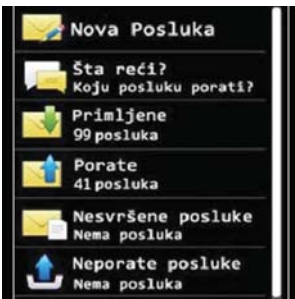 Nova Posluka
Šta reći?
Koju posluku porati?
Primljene
99 posluka
Porate
41 posluka
Nesvršene posluke
Nema posluka
Neporate posluke
Nema posluka